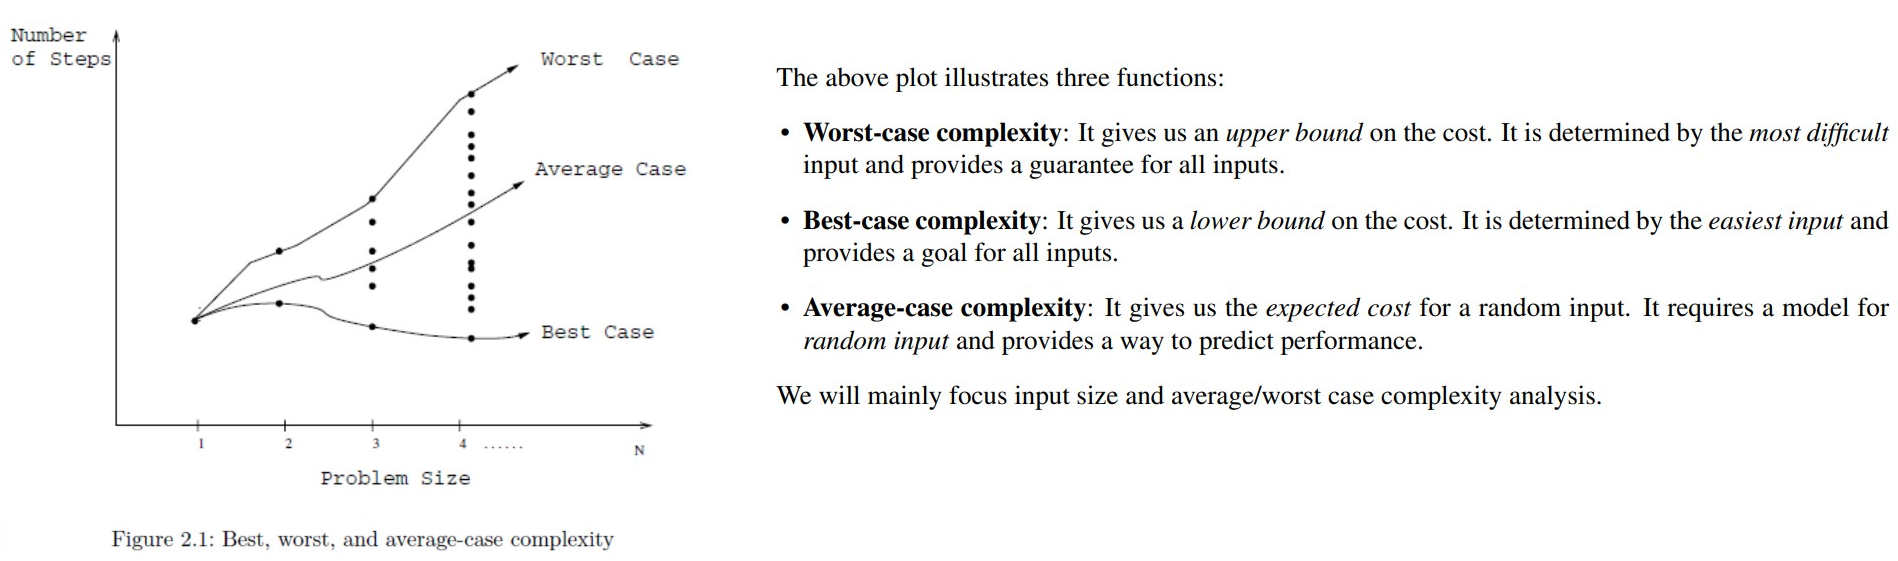 Number
of Steps
Worst Case
Average Case
Best Case
1 2 3 4 ......
N
Problem Size
Figure 2.1: Best, worst, and average-case complexity
The above plot illustrates three functions:
• Worst-case complexity: It gives us an upper bound on the cost. It is determined by the most difficult
input and provides a guarantee for all inputs.
• Best-case complexity: It gives us a lower bound on the cost. It is determined by the easiest input and
provides a goal for all inputs.
• Average-case complexity: It gives us the expected cost for a random input. It requires a model for
random input and provides a way to predict performance.
We will mainly focus input size and average/worst case complexity analysis.